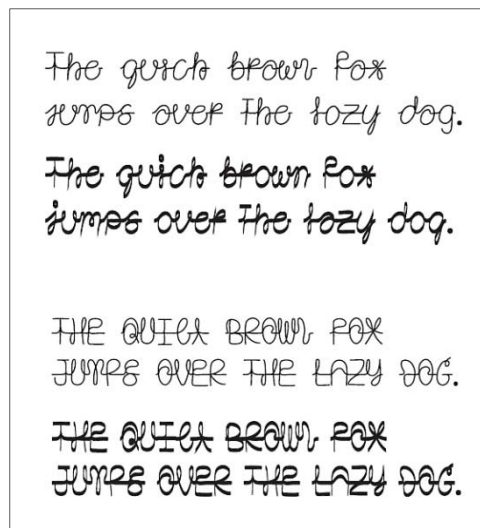 The quick brown fox
jumps over the lazy dog.
The quick brown fox
jumps over the lazy dog.
THE QUICK BROWN FOX
JUMPS OVER THE LAZY DOG.
THE QUICK BROWN FOX
JUMPS OVER THE LAZY DOG.